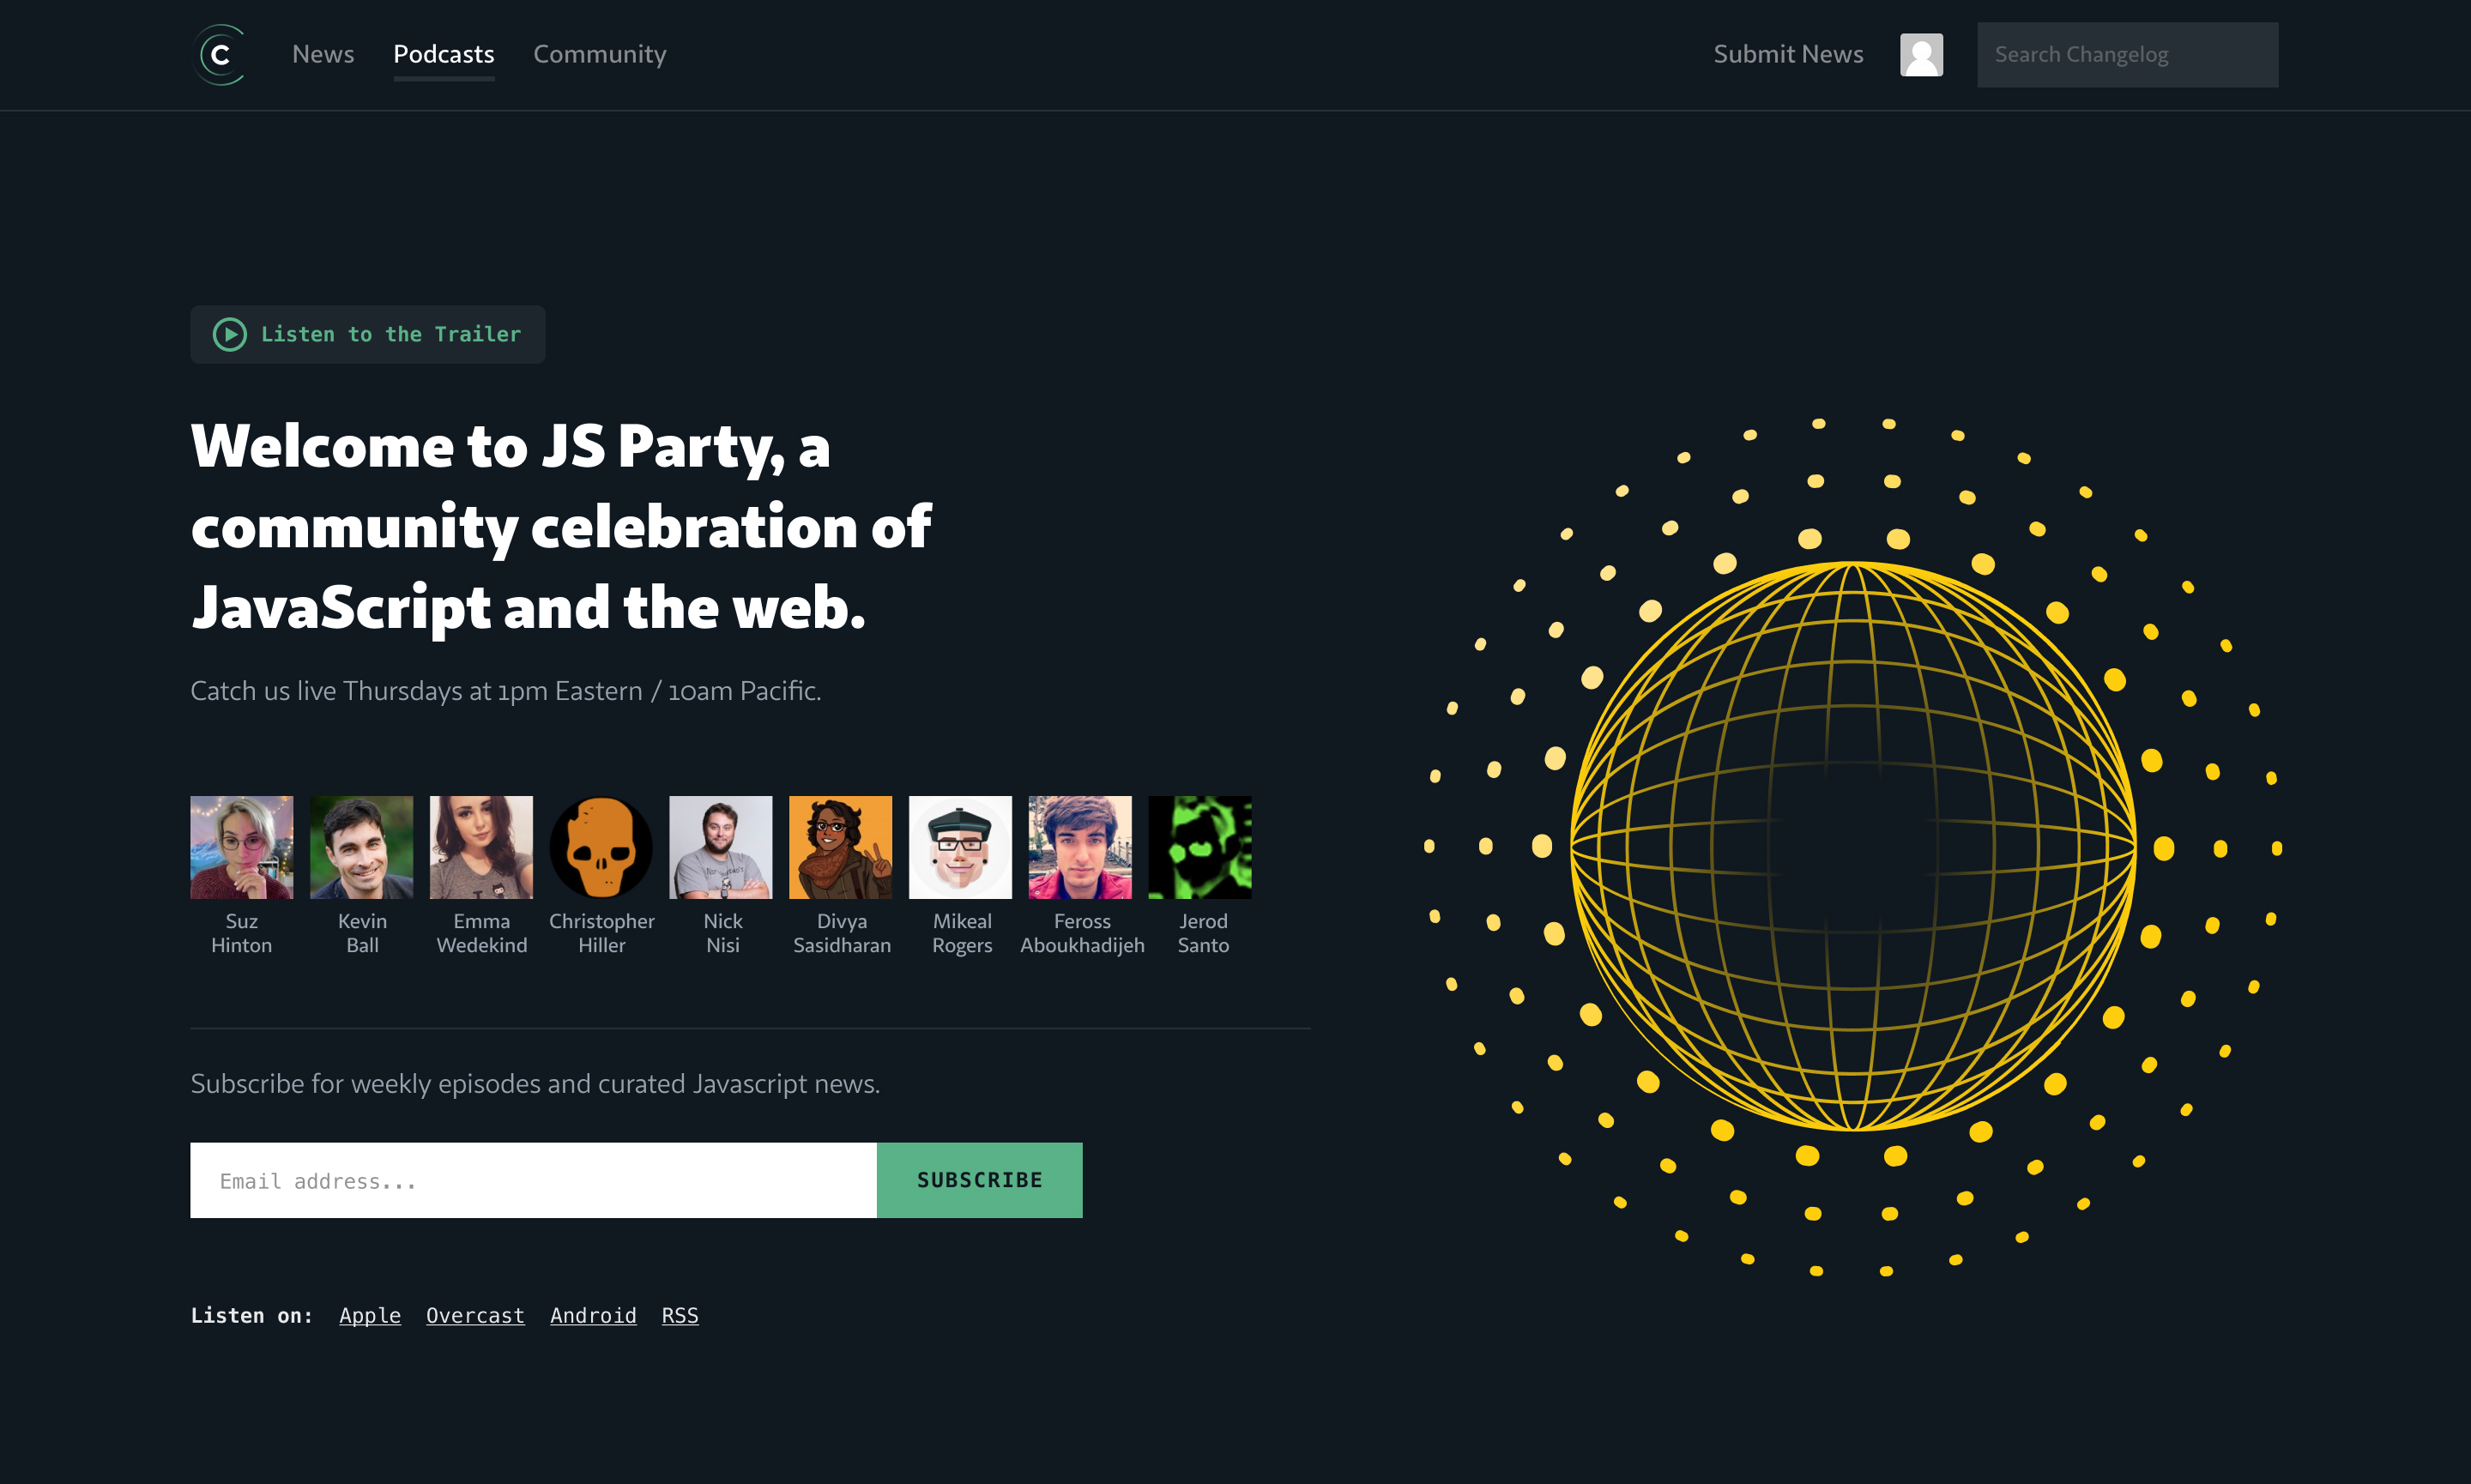 C
News
Podcasts
Community
Submit News
Search Changelog
Listen to the Trailer
Welcome to JS Party, a
community celebration of
JavaScript and the web.
Catch us live Thursdays at 1pm Eastern / 10am Pacific.
Suz
Hinton
Kevin
Ball
Emma
Wedekind
Christopher
Hiller
Nick
Nisi
Divya
Sasidharan
Mikeal
Rogers
Feross
Aboukhadijeh
Jerod
Santo
Subscribe for weekly episodes and curated Javascript news.
Email address...
SUBSCRIBE
Listen on: Apple Overcast Android RSS